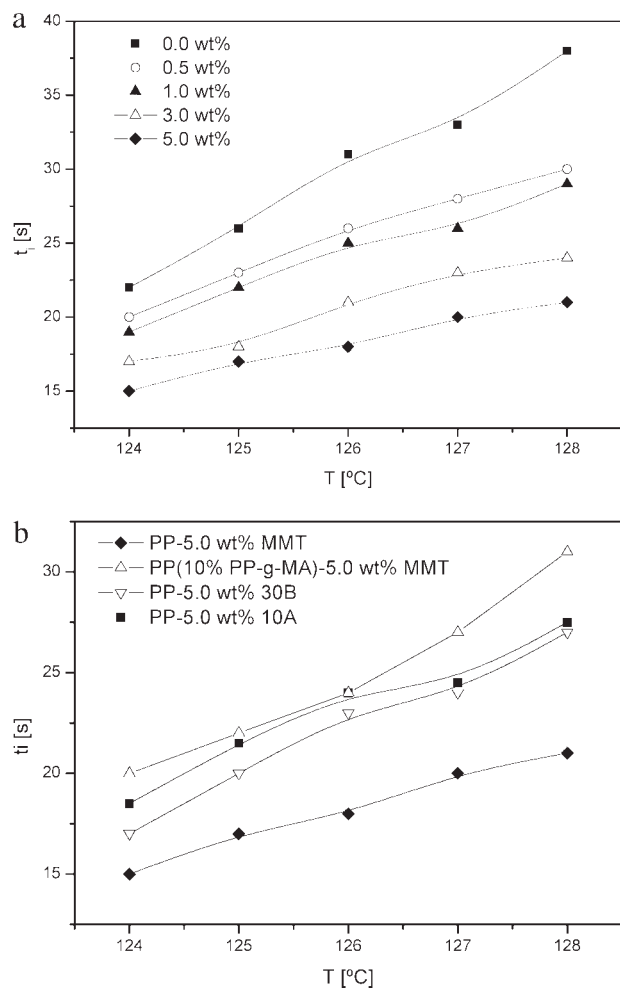 a
40
35
30
25
20
15
t_i [s]
0.0 wt%
0.5 wt%
1.0 wt%
3.0 wt%
5.0 wt%
124 125 126 127 128
T [ºC]
b
30
25
20
15
ti [s]
PP-5.0 wt% MMT
PP(10% PP-g-MA)-5.0 wt% MMT
PP-5.0 wt% 30B
PP-5.0 wt% 10A
124 125 126 127 128
T [ºC]